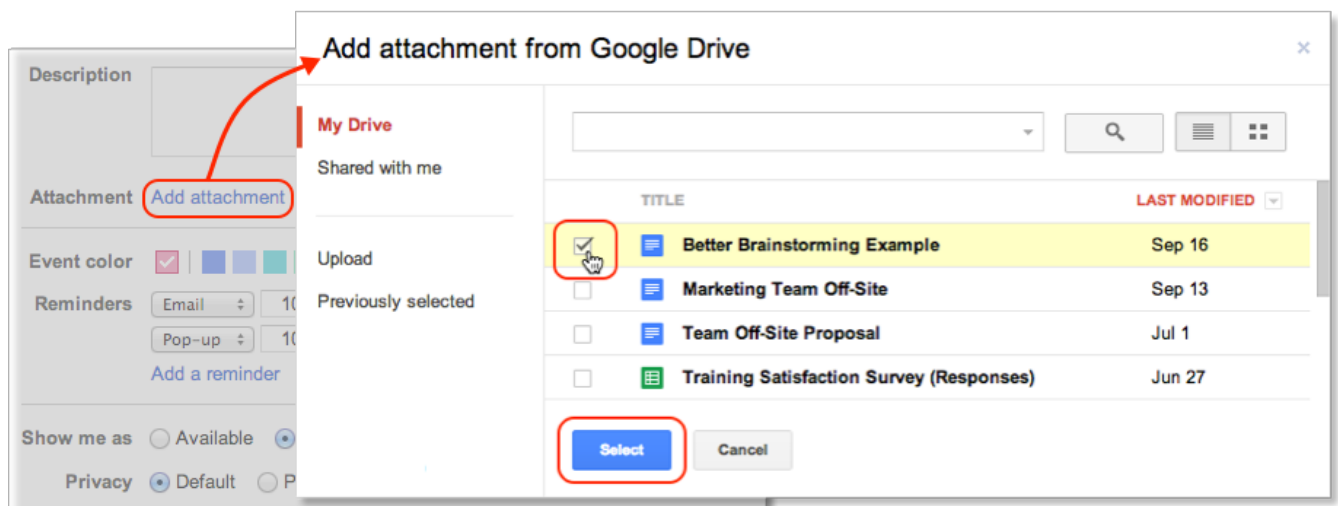 Add attachment from Google Drive
×
Description
Attachment Add attachment
Event color
Reminders Email 10
Pop-up 10
Add a reminder
Show me as Available
Privacy Default P
My Drive
Shared with me
Upload
Previously selected
TITLE LAST MODIFIED
Better Brainstorming Example Sep 16
Marketing Team Off-Site Sep 13
Team Off-Site Proposal Jul 1
Training Satisfaction Survey (Responses) Jun 27
Select Cancel